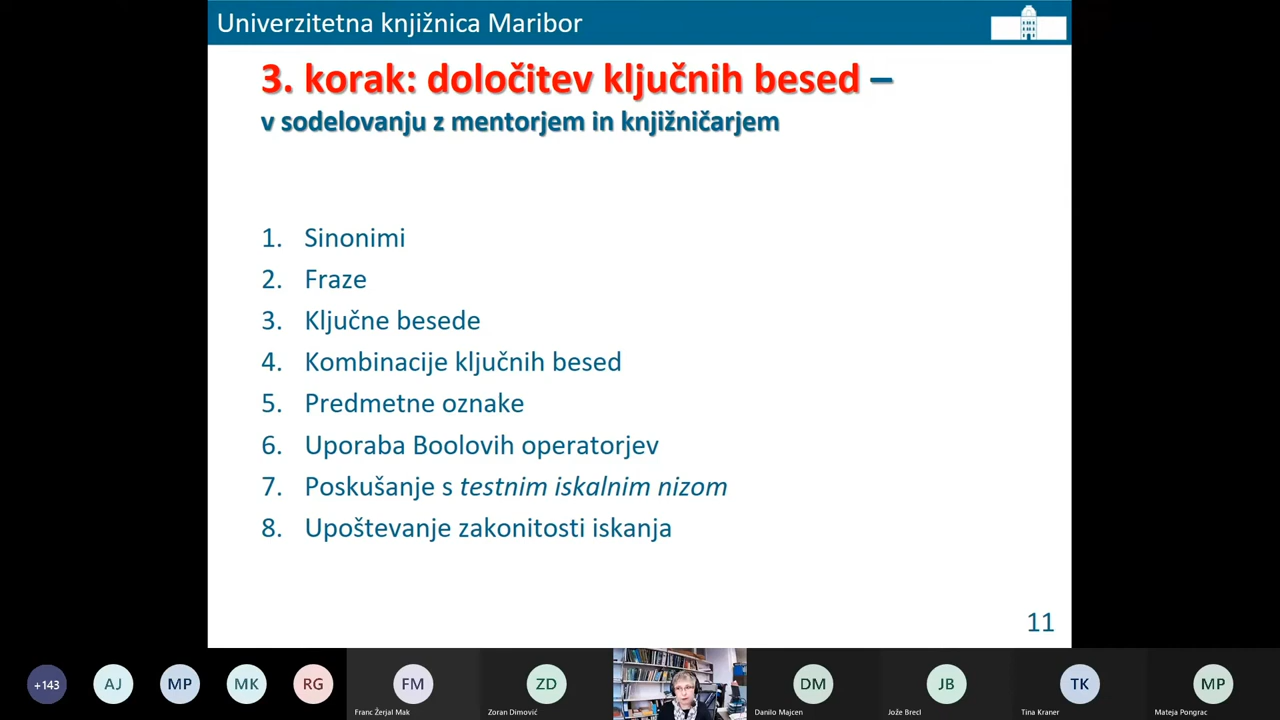 Univerzitetna knjižnica Maribor
3. korak: določitev ključnih besed –
v sodelovanju z mentorjem in knjižničarjem
1. Sinonimi
2. Fraze
3. Ključne besede
4. Kombinacije ključnih besed
5. Predmetne oznake
6. Uporaba Boolovih operatorjev
7. Poskušanje s testnim iskalnim nizom
8. Upoštevanje zakonitosti iskanja
11
+143 AJ MP MK RG FM ZD DM JB TK MP
Franc Žerjal Mak Zoran Dimović Danilo Majcen Jože Brecl Tina Kraner Mateja Pongrac